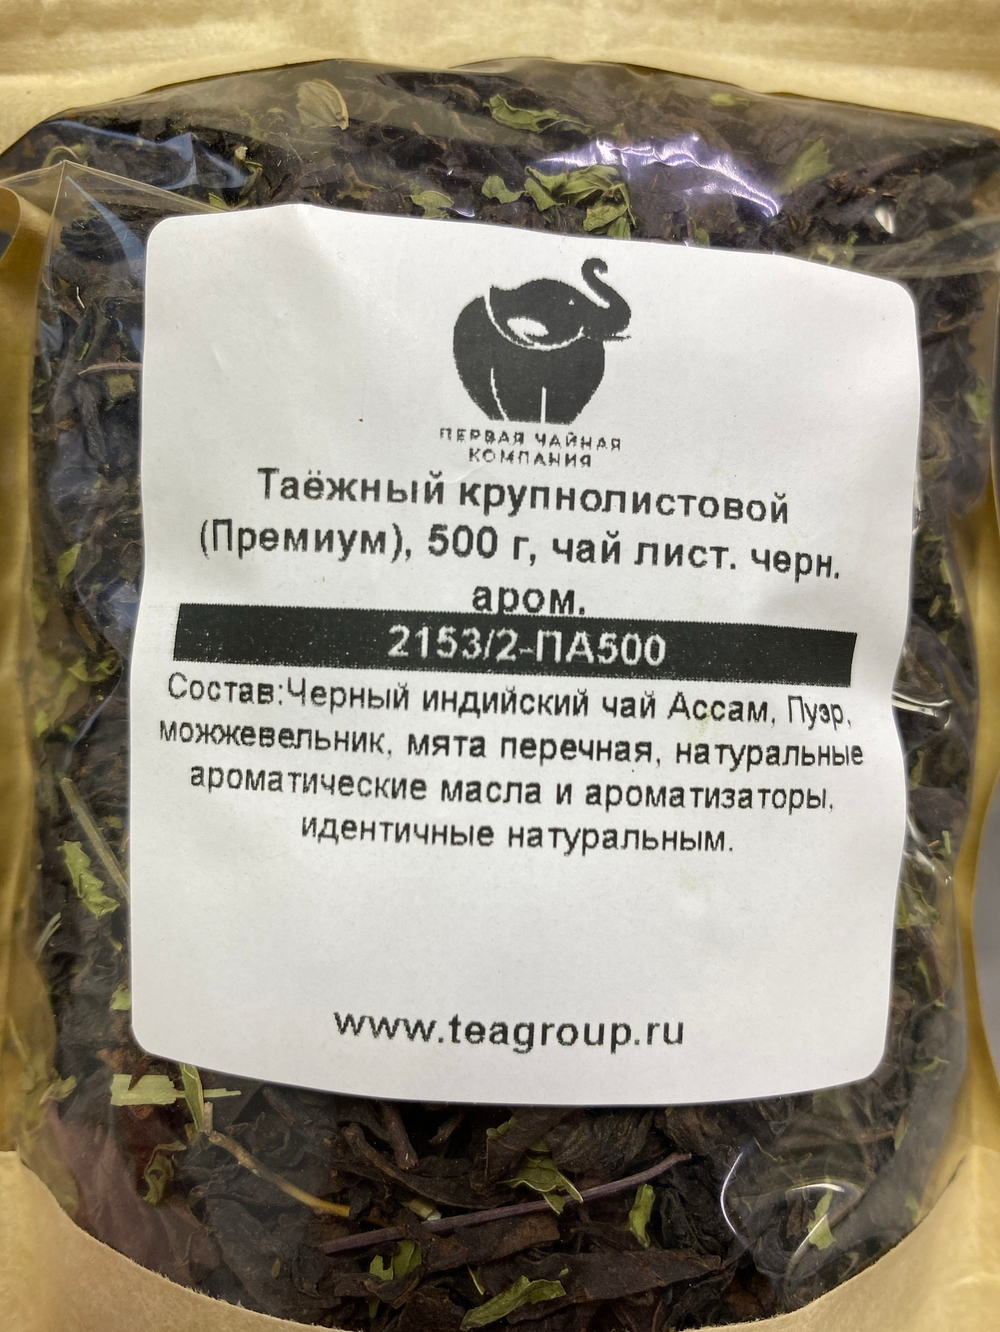 ПЕРВАЯ ЧАЙНАЯ
КОМПАНИЯ
Таёжный крупнолистовой
(Премиум), 500 г, чай лист. черн.
аром.
2153/2-ПА500
Состав:Черный индийский чай Ассам, Пуэр,
можжевельник, мята перечная, натуральные
ароматические масла и ароматизаторы,
идентичные натуральным.
www.teagroup.ru